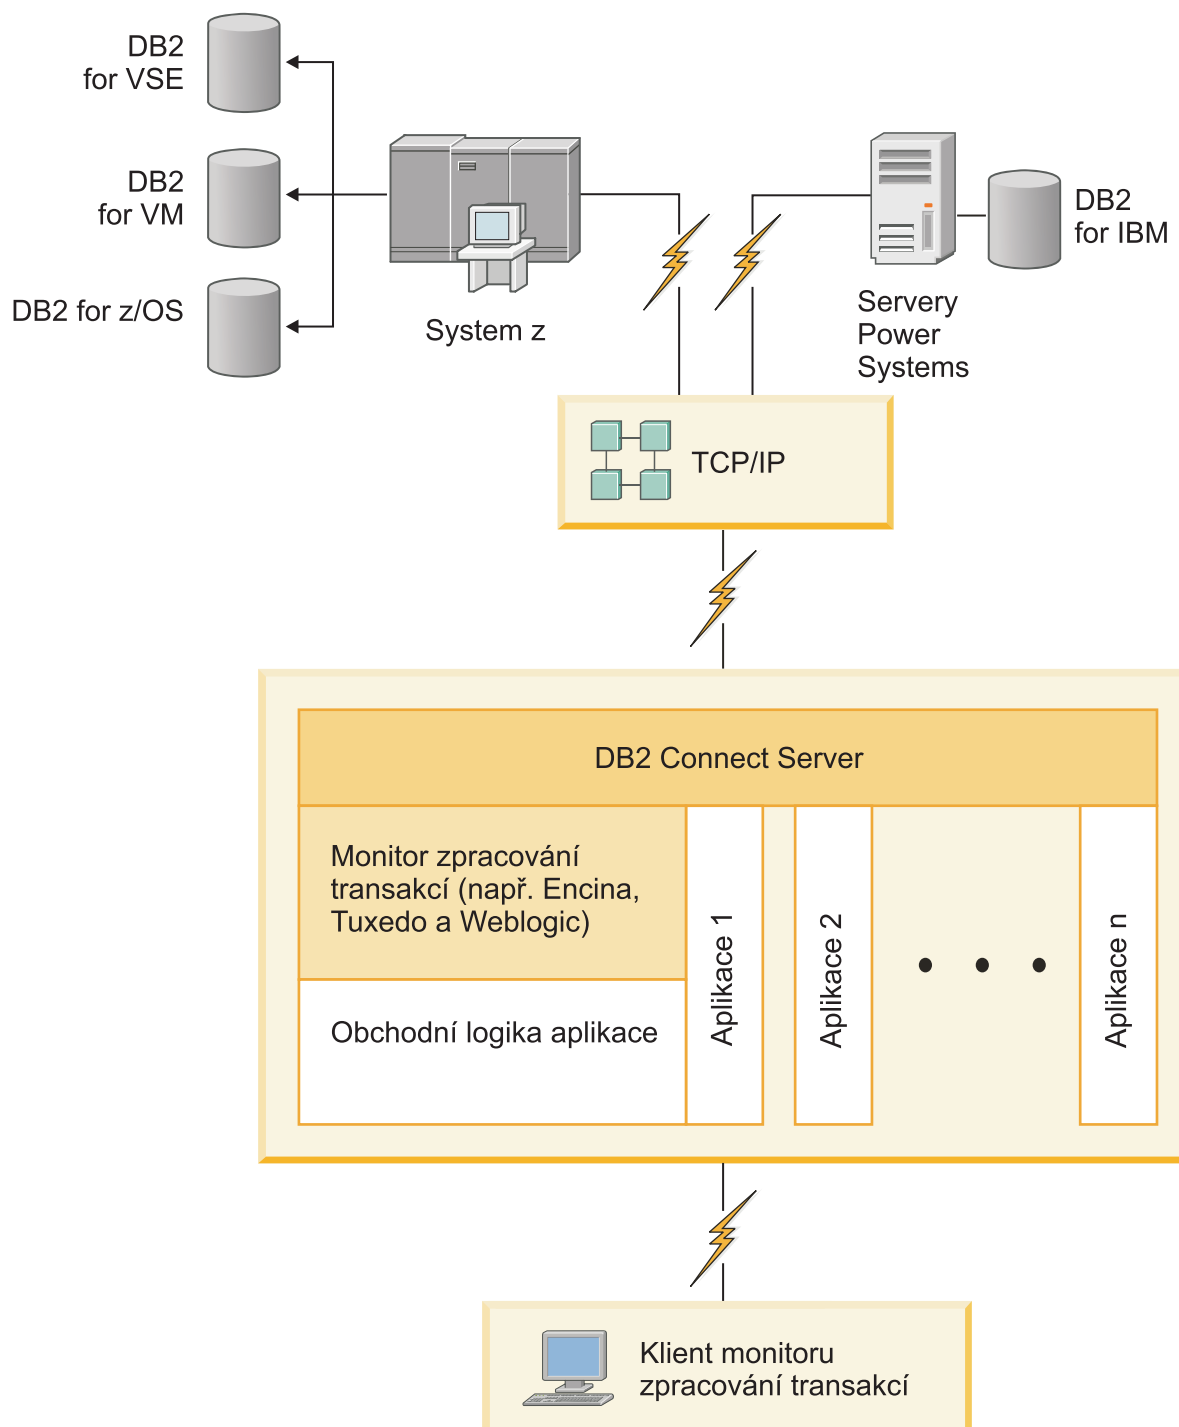 DB2
for VSE
DB2
for VM
DB2 for z/OS
System z
DB2
for IBM
Servery
Power
Systems
TCP/IP
DB2 Connect Server
Monitor zpracování
transakcí (např. Encina,
Tuxedo a Weblogic)
Obchodní logika aplikace
Aplikace 1
Aplikace 2
Aplikace n
Klient monitoru
zpracování transakcí